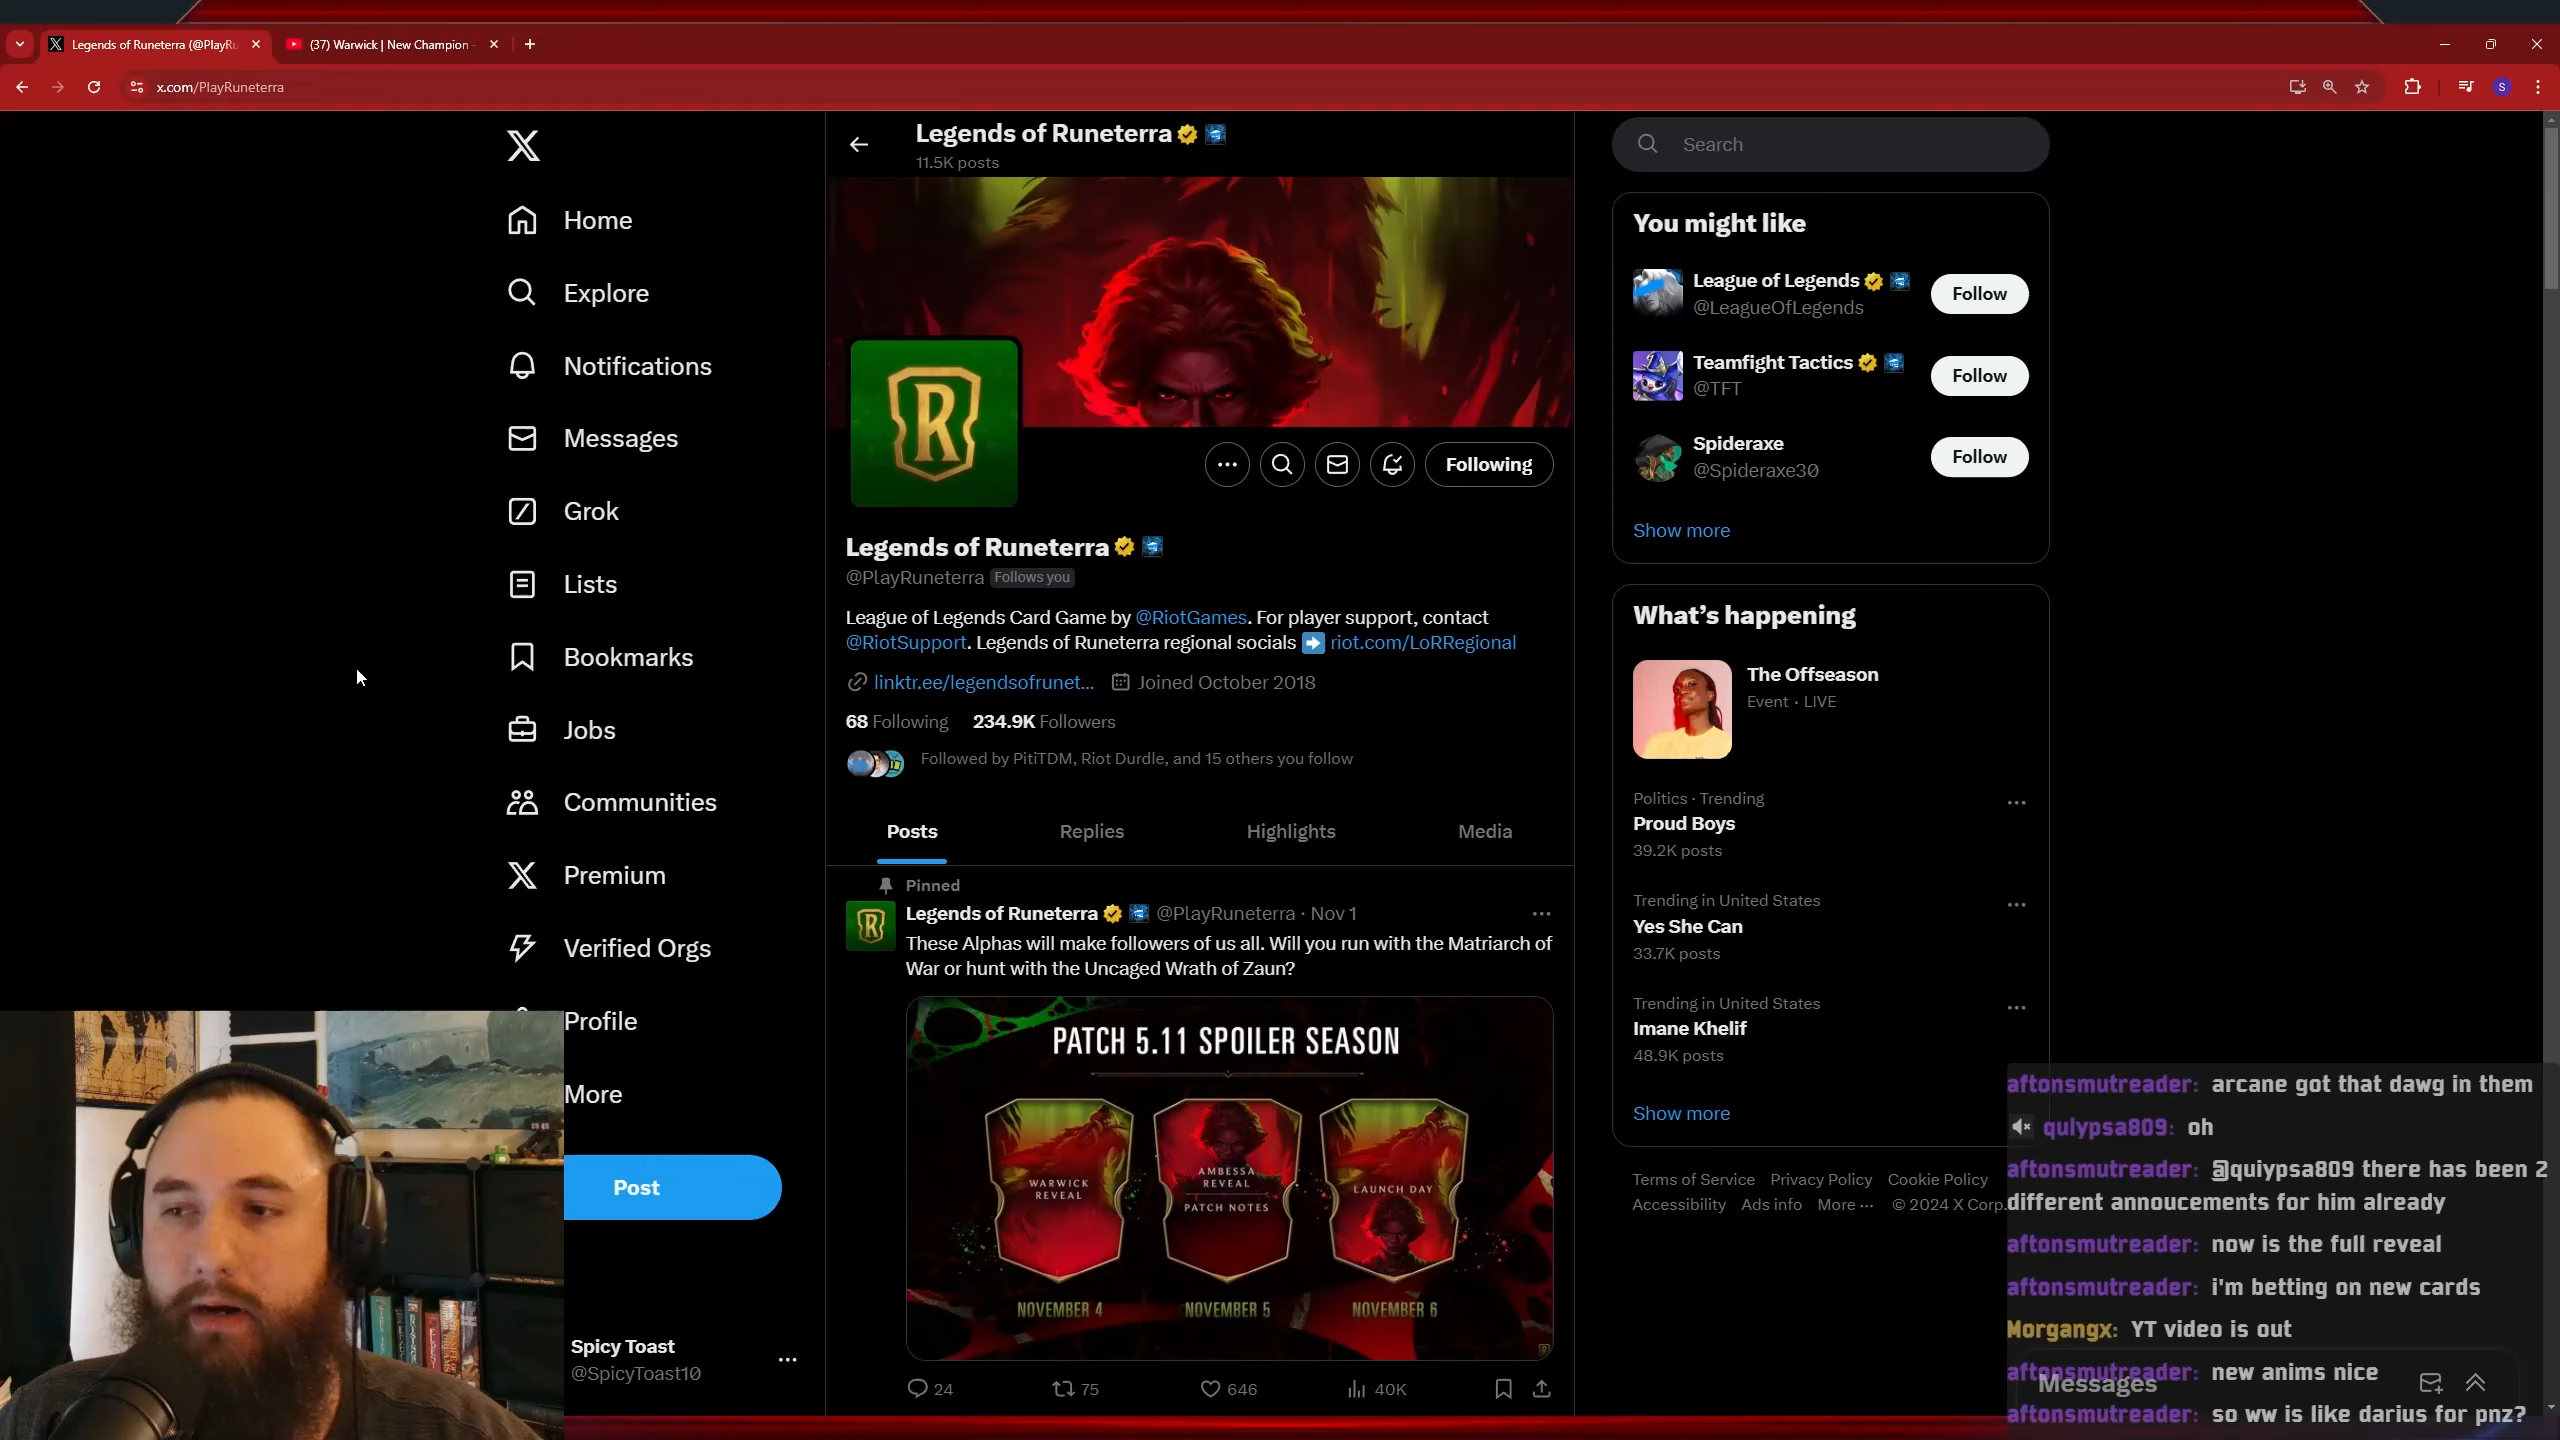 Legends of Runeterra (@PlayRu
(37) Warwick | New Champion -
x.com/PlayRuneterra
Home
Explore
Notifications
Messages
Grok
Lists
Bookmarks
Jobs
Communities
Premium
Verified Orgs
Profile
More
Post
Spicy Toast
@SpicyToast10
Legends of Runeterra
11.5K posts
R
Following
Legends of Runeterra
@PlayRuneterra Follows you
League of Legends Card Game by @RiotGames. For player support, contact
@RiotSupport. Legends of Runeterra regional socials ➡ riot.com/LoRRegional
linktr.ee/legendsofrunet... Joined October 2018
68 Following 234.9K Followers
Followed by PitiTDM, Riot Durdle, and 15 others you follow
Posts Replies Highlights Media
Pinned
Legends of Runeterra @PlayRuneterra · Nov 1
These Alphas will make followers of us all. Will you run with the Matriarch of
War or hunt with the Uncaged Wrath of Zaun?
PATCH 5.11 SPOILER SEASON
WARWICK
REVEAL
NOVEMBER 4
AMBESSA
REVEAL
PATCH NOTES
NOVEMBER 5
LAUNCH DAY
NOVEMBER 6
24 75 646 40K
Search
You might like
League of Legends
@LeagueOfLegends
Follow
Teamfight Tactics
@TFT
Follow
Spideraxe
@Spideraxe30
Follow
Show more
What's happening
The Offseason
Event · LIVE
Politics · Trending
Proud Boys
39.2K posts
Trending in United States
Yes She Can
33.7K posts
Trending in United States
Imane Khelif
48.9K posts
Show more
Terms of Service Privacy Policy Cookie Policy
Accessibility Ads info More ··· © 2024 X Corp.
Messages
aftonsmutreader: arcane got that dawg in them
quiypsa809: oh
aftonsmutreader: @quiypsa809 there has been 2
different annoucements for him already
aftonsmutreader: now is the full reveal
aftonsmutreader: i'm betting on new cards
Morgangx: YT video is out
aftonsmutreader: new anims nice
aftonsmutreader: so ww is like darius for pnz?